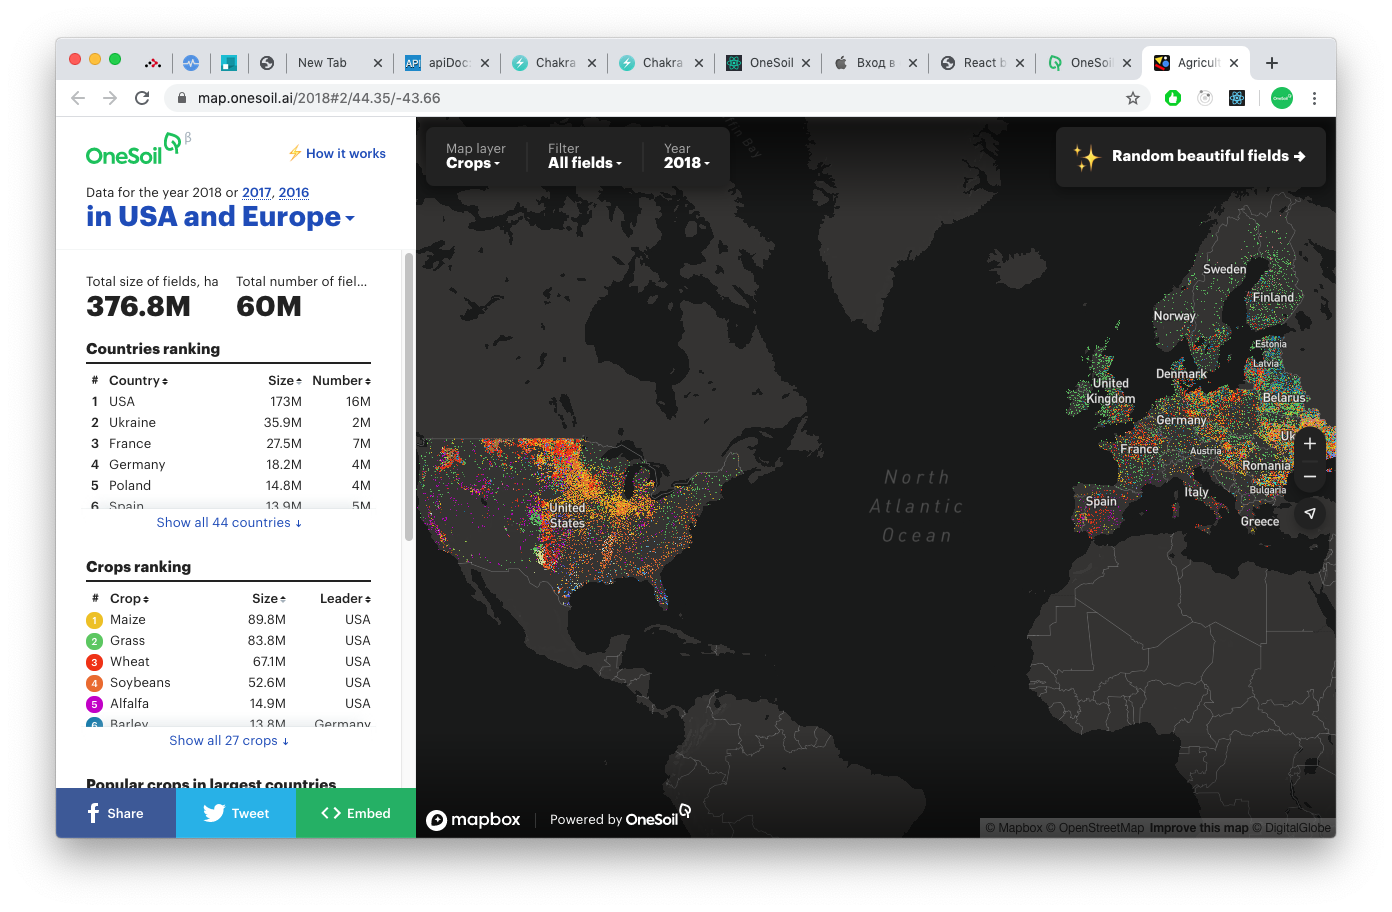 New Tab
API apiDoc:
Chakra
Chakra
OneSoil
Вход в
React b
OneSoi
Agricult
map.onesoil.ai/2018#2/44.35/-43.66
OneSoil β
⚡ How it works
Data for the year 2018 or 2017, 2016
in USA and Europe
Total size of fields, ha Total number of fiel...
376.8M 60M
Countries ranking
# Country Size Number
1 USA 173M 16M
2 Ukraine 35.9M 2M
3 France 27.5M 7M
4 Germany 18.2M 4M
5 Poland 14.8M 4M
6 Spain 13.9M 5M
Show all 44 countries ↓
Crops ranking
# Crop Size Leader
1 Maize 89.8M USA
2 Grass 83.8M USA
3 Wheat 67.1M USA
4 Soybeans 52.6M USA
5 Alfalfa 14.9M USA
6 Barley 13.8M Germany
Show all 27 crops ↓
Popular crops in largest countries
Share
Tweet
Embed
Map layer
Crops
Filter
All fields
Year
2018
Random beautiful fields →
Sweden
Finland
Norway
Estonia
Latvia
Denmark
United
Kingdom
Belarus
Germany
Uk
France
Austria
Romania
Bulgaria
Italy
Spain
Greece
United
States
North
Atlantic
Ocean
mapbox
Powered by OneSoil
© Mapbox © OpenStreetMap Improve this map © DigitalGlobe